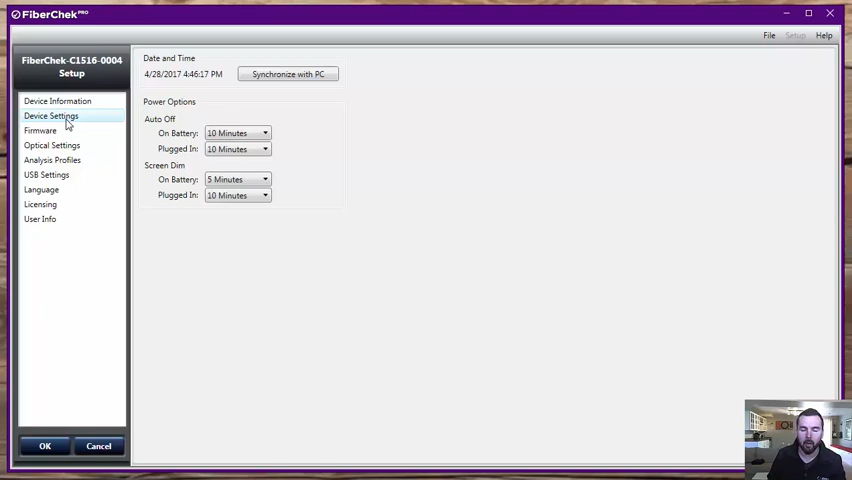 FiberChek PRO
File Setup Help
FiberChek-C1516-0004
Setup
Device Information
Device Settings
Firmware
Optical Settings
Analysis Profiles
USB Settings
Language
Licensing
User Info
OK Cancel
Date and Time
4/28/2017 4:46:17 PM Synchronize with PC
Power Options
Auto Off
On Battery: 10 Minutes
Plugged In: 10 Minutes
Screen Dim
On Battery: 5 Minutes
Plugged In: 10 Minutes